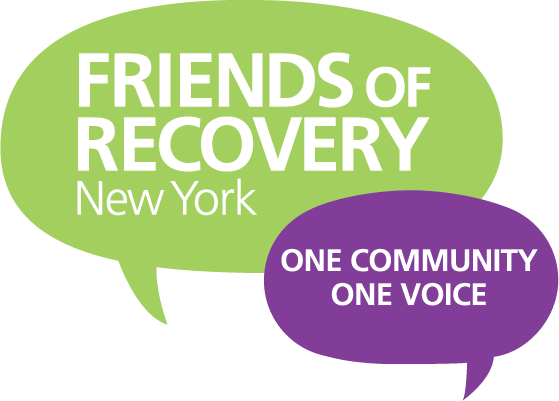 FRIENDS OF
RECOVERY
New York
ONE COMMUNITY
ONE VOICE